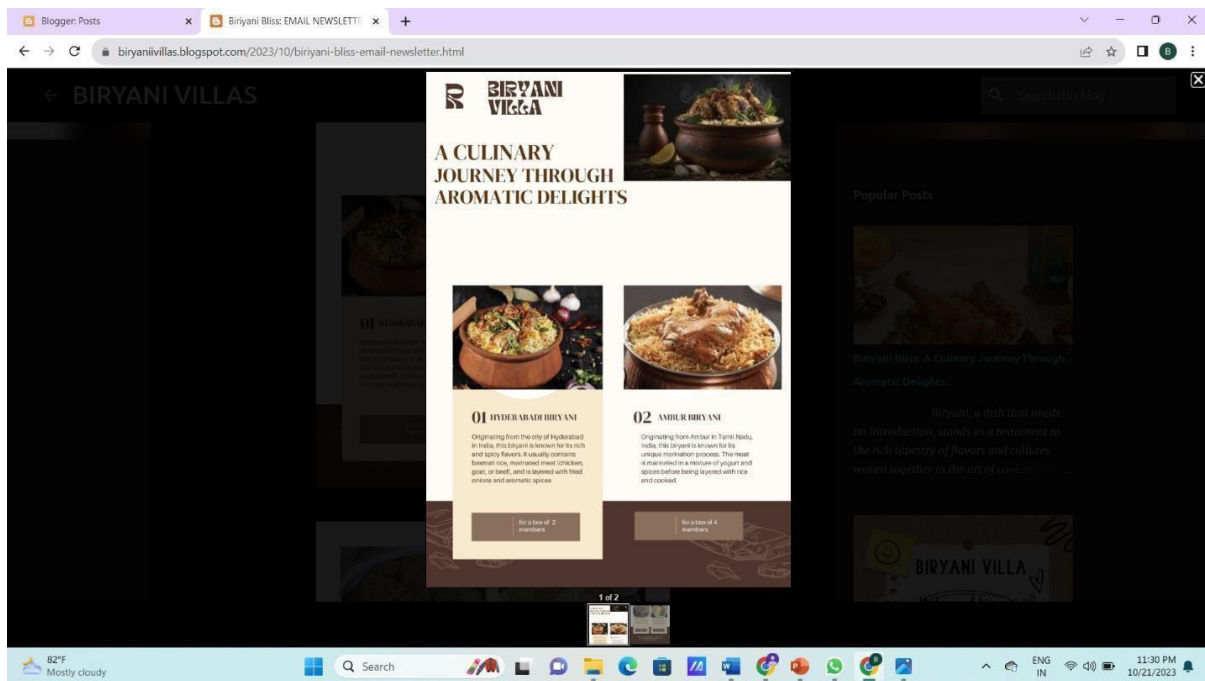 Blogger: Posts
Biriyani Bliss: EMAIL NEWSLETTE
biryaniivillas.blogspot.com/2023/10/biriyani-bliss-email-newsletter.html
BIRYANI VILLAS
Search this blog
BIRYANI
VILLA
A CULINARY
JOURNEY THROUGH
AROMATIC DELIGHTS
01 HYDERABADI BIRYANI
Originating from the city of Hyderabad
in India, this biryani is known for its rich
and spicy flavors. It usually contains
basmati rice, marinated meat (chicken,
goat, or beef), and is layered with fried
onions and aromatic spices
for a box of 2
members
02 AMBUR BIRYANI
Originating from Ambur in Tamil Nadu,
India, this biryani is known for its
unique marination process. The meat
is marinated in a mixture of yogurt and
spices before being layered with rice
and cooked
for a box of 4
members
Popular Posts
Biriyani Bliss: A Culinary Journey Through
Aromatic Delights
Biryani, a dish that needs
no introduction, stands as a testament to
the rich tapestry of flavors and cultures
woven together in the art of cooking
BIRYANI VILLA
1 of 2
82°F
Mostly cloudy
Search
ENG
IN
11:30 PM
10/21/2023